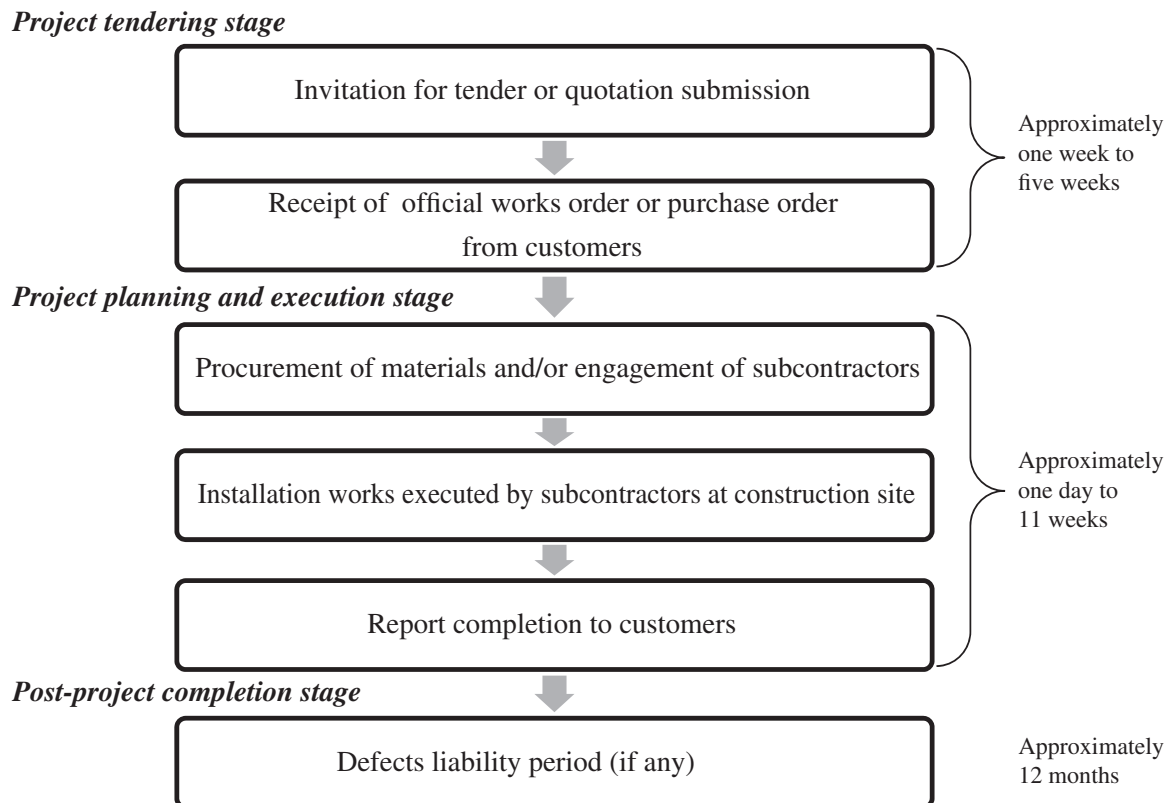 Project tendering stage
Invitation for tender or quotation submission
Approximately
one week to
five weeks
Receipt of official works order or purchase order
from customers
Project planning and execution stage
Procurement of materials and/or engagement of subcontractors
Installation works executed by subcontractors at construction site
Approximately
one day to
11 weeks
Report completion to customers
Post-project completion stage
Defects liability period (if any)
Approximately
12 months